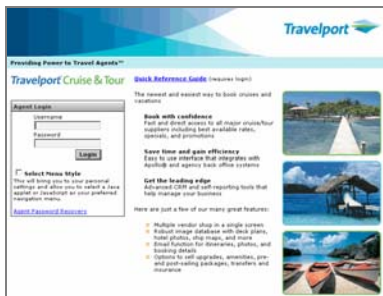 Travelport
Providing Power to Travel Agents™
Travelport Cruise & Tour
Agent Login
Username
Password
Login
Select Menu Style
This will bring you to your personal
settings and allow you to select a Java
applet or JavaScript or your preferred
navigation menu.
Agent Password Recovery
Quick Reference Guide (requires login)
The newest and easiest way to book cruises and
vacations
Book with confidence
Fast and direct access to all major cruise/tour
suppliers including best available rates,
specials, and promotions
Save time and gain efficiency
Easy to use interface that integrates with
Apollo® and agency back office systems
Get the leading edge
Advanced CRM and self-reporting tools that
help manage your business
Here are just a few of our many great features:
Multiple vendor shop in a single screen
Robust image database with deck plans,
hotel photos, ship maps, and more
Email function for itineraries, photos, and
booking details
Options to sell upgrades, amenities, pre-
and post-sailing packages, transfers and
insurance